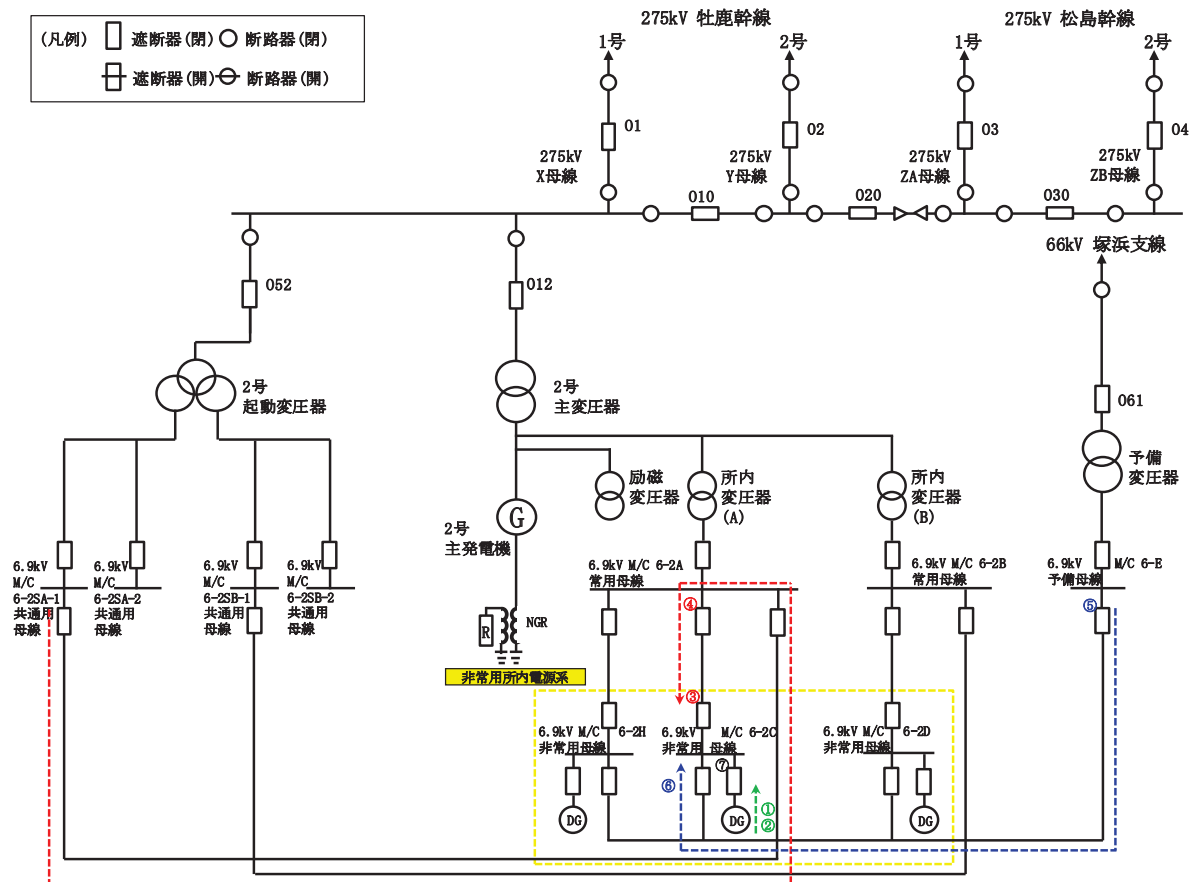 275kV 牡鹿幹線
275kV 松島幹線
(凡例)
遮断器(閉)
断路器(閉)
遮断器(開)
断路器(開)
1号
2号
1号
2号
O1
O2
O3
O4
275kV
X母線
275kV
Y母線
275kV
ZA母線
275kV
ZB母線
O10
O20
O30
66kV 塚浜支線
O52
O12
O61
2号
起動変圧器
2号
主変圧器
予備
変圧器
励磁
変圧器
所内
変圧器
(A)
所内
変圧器
(B)
G
2号
主発電機
6.9kV
M/C
6-2SA-1
共通用
母線
6.9kV
M/C
6-2SA-2
共通用
母線
6.9kV
M/C
6-2SB-1
共通用
母線
6.9kV
M/C
6-2SB-2
共通用
母線
6.9kV M/C 6-2A
常用母線
6.9kV M/C 6-2B
常用母線
6.9kV M/C 6-E
予備母線
R
NGR
④
⑤
非常用所内電源系
③
6.9kV M/C 6-2H
非常用母線
6.9kV M/C 6-2C
非常用 母線
6.9kV M/C 6-2D
非常用母線
⑦
⑥
①
②
DG
DG
DG